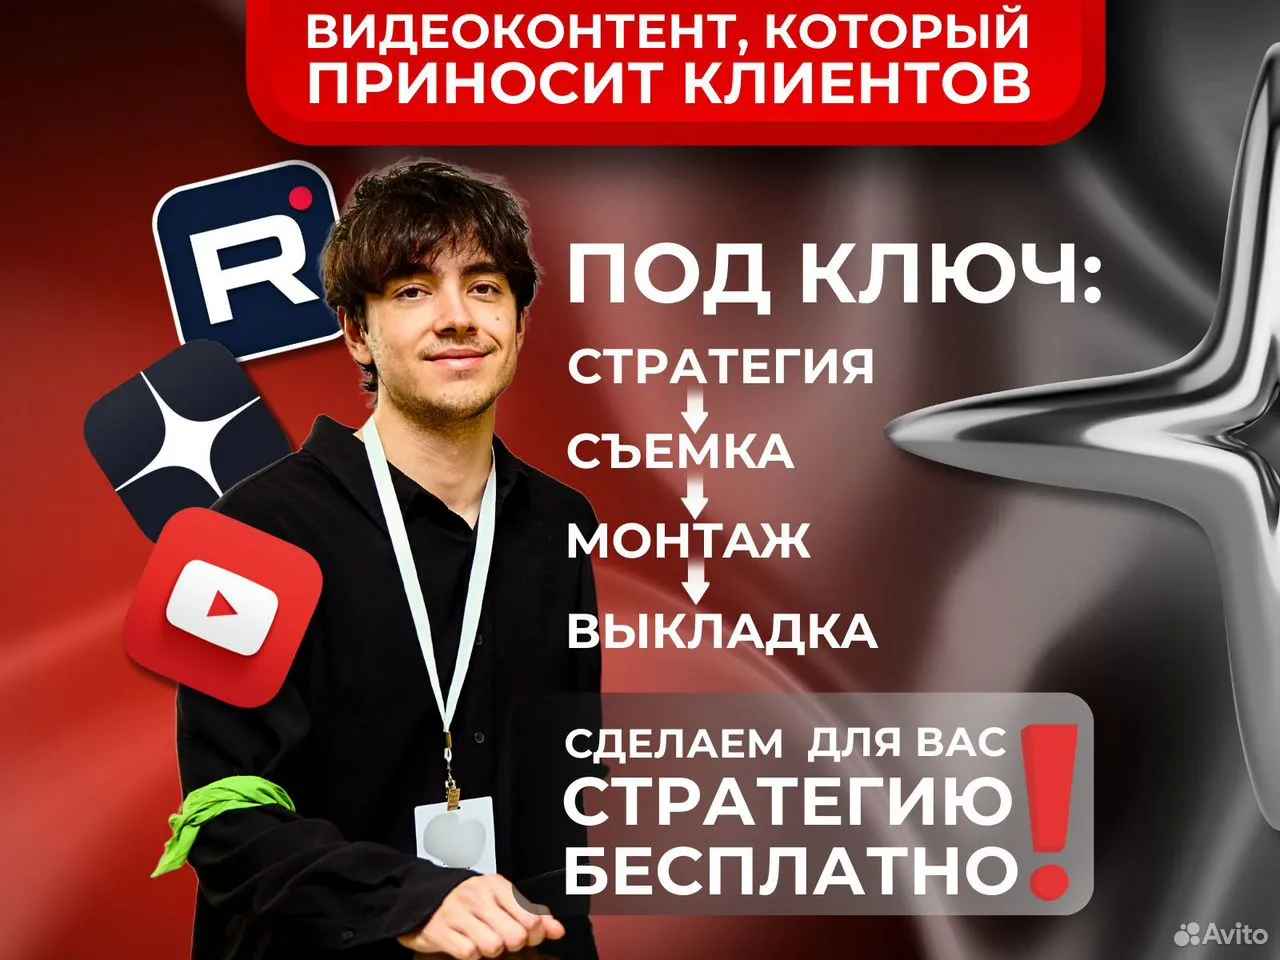 ВИДЕОКОНТЕНТ, КОТОРЫЙ
ПРИНОСИТ КЛИЕНТОВ
R
ПОД КЛЮЧ:
СТРАТЕГИЯ
СЪЕМКА
МОНТАЖ
ВЫКЛАДКА
СДЕЛАЕМ ДЛЯ ВАС
СТРАТЕГИЮ
БЕСПЛАТНО!
Avito